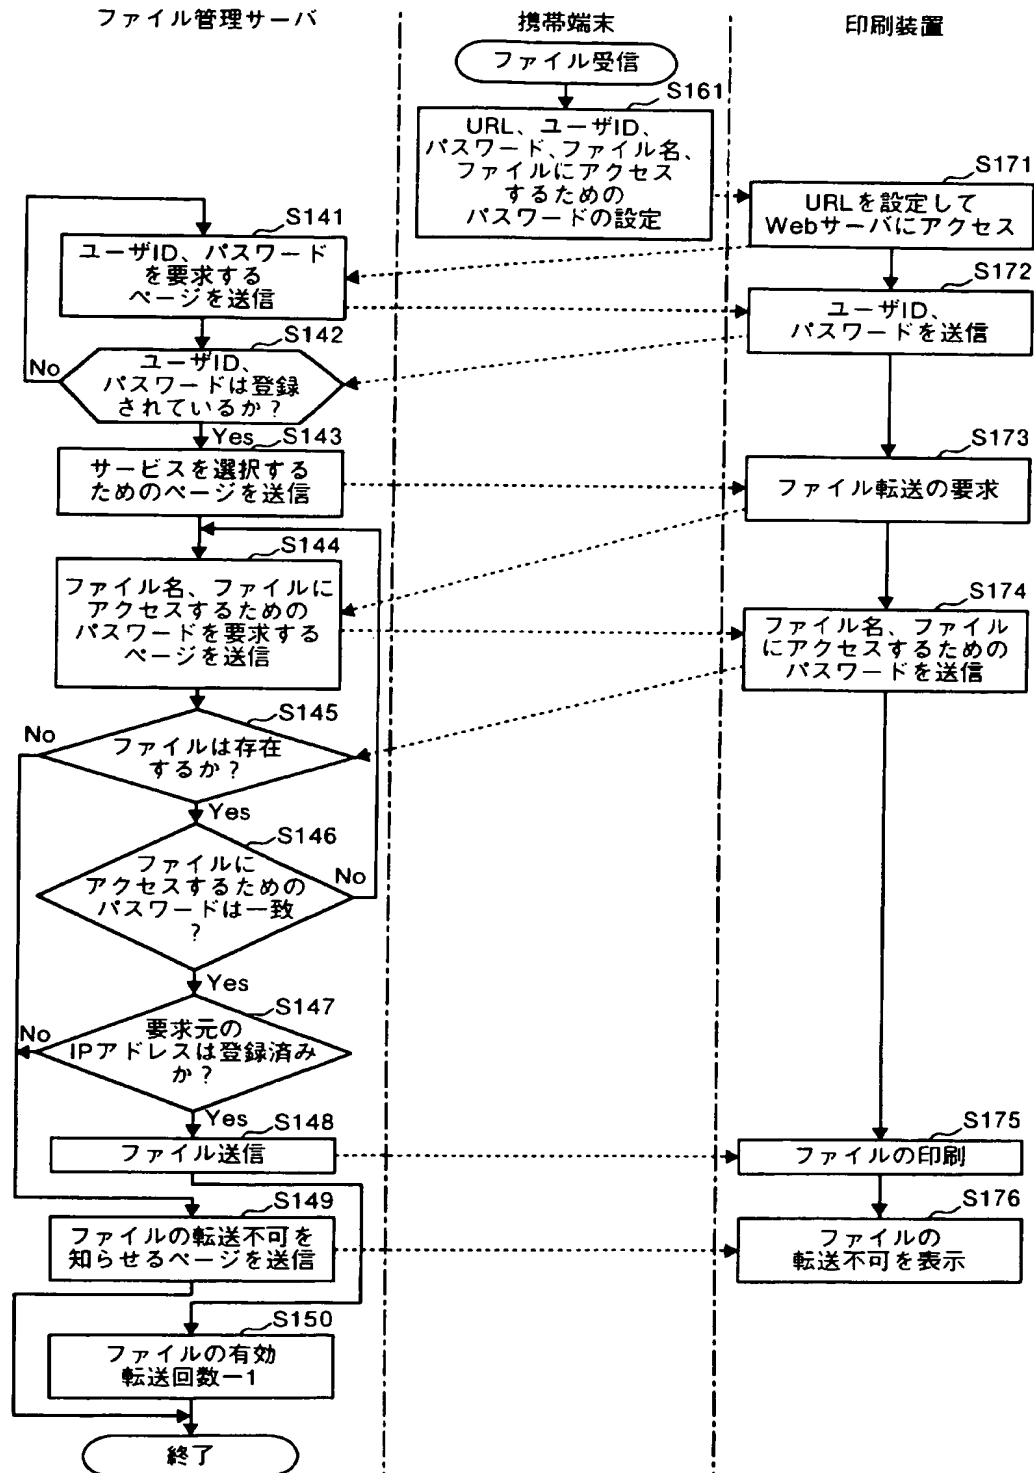 ファイル管理サーバ
携帯端末
印刷装置
ファイル受信
S161
URL、ユーザID、
パスワード、ファイル名、
ファイルにアクセス
するための
パスワードの設定
S171
URLを設定して
Webサーバにアクセス
S141
ユーザID、パスワード
を要求する
ページを送信
S172
ユーザID、
パスワードを送信
S142
ユーザID、
パスワードは登録
されているか？
No
Yes
S143
サービスを選択する
ためのページを送信
S173
ファイル転送の要求
S144
ファイル名、ファイルに
アクセスするための
パスワードを要求する
ページを送信
S174
ファイル名、ファイル
にアクセスするための
パスワードを送信
S145
No
ファイルは存在
するか？
Yes
S146
ファイルに
アクセスするための
パスワードは一致
？
No
Yes
S147
No
要求元の
IPアドレスは登録済み
か？
Yes
S148
ファイル送信
S175
ファイルの印刷
S149
ファイルの転送不可を
知らせるページを送信
S176
ファイルの
転送不可を表示
S150
ファイルの有効
転送回数ー1
終了